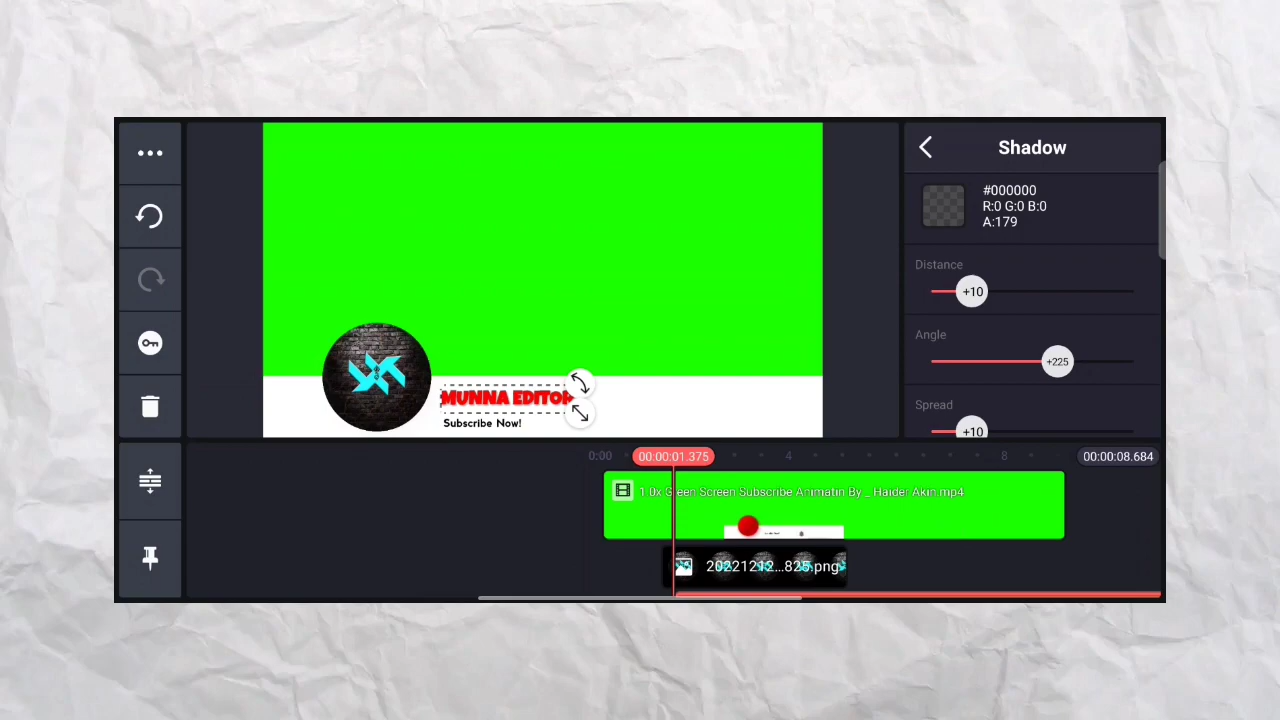 Shadow
#000000
R:0 G:0 B:0
A:179
Distance
+10
Angle
+225
Spread
+10
MUNNA EDITOR
Subscribe Now!
0:00
00:00:01.375
4
8
00:00:08.684
1.0x Green Screen Subscribe Animatin By _ Haider Akin.mp4
20221212...825.png